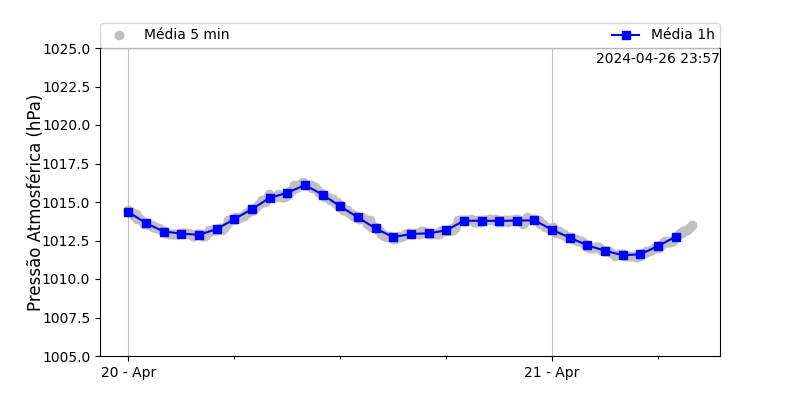 Média 5 min
Média 1h
2024-04-26 23:57
Pressão Atmosférica (hPa)
1025.0
1022.5
1020.0
1017.5
1015.0
1012.5
1010.0
1007.5
1005.0
20 - Apr
21 - Apr